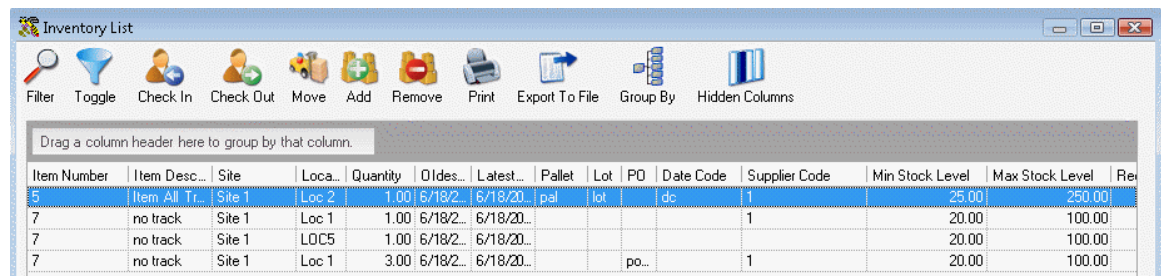 Inventory List
Filter Toggle Check In Check Out Move Add Remove Print Export To File Group By Hidden Columns
Drag a column header here to group by that column.
Item Number Item Desc... Site Loca... Quantity Oldes... Latest... Pallet Lot PO Date Code Supplier Code Min Stock Level Max Stock Level
5 Item All Tr... Site 1 Loc 2 1.00 6/18/2... 6/18/20... pal lot dc 1 25.00 250.00
7 no track Site 1 Loc 1 1.00 6/18/2... 6/18/20... 1 20.00 100.00
7 no track Site 1 LOC5 1.00 6/18/2... 6/18/20... 20.00 100.00
7 no track Site 1 Loc 1 3.00 6/18/2... 6/18/20... po... 1 20.00 100.00